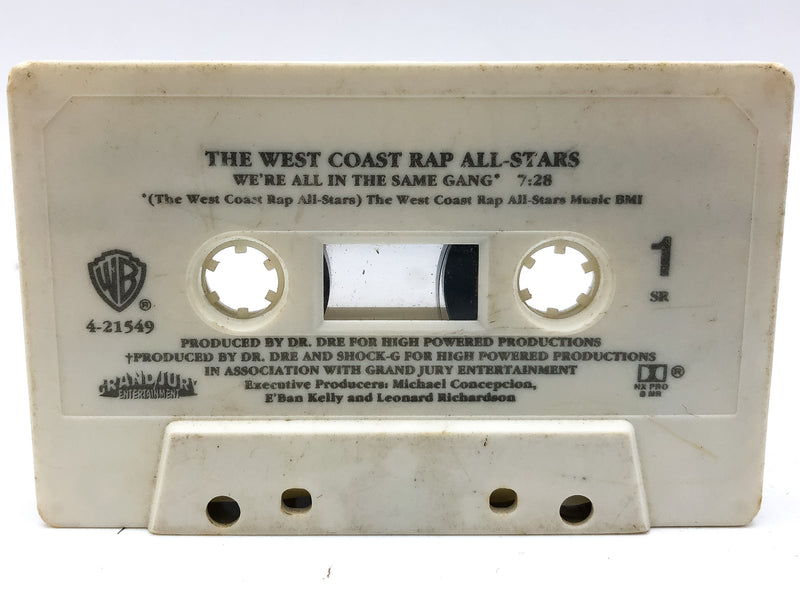 THE WEST COAST RAP ALL-STARS
WE'RE ALL IN THE SAME GANG* 7:28
*(The West Coast Rap All-Stars) The West Coast Rap All-Stars Music BMI
WB®
4-21549
1
SR
PRODUCED BY DR. DRE FOR HIGH POWERED PRODUCTIONS
†PRODUCED BY DR. DRE AND SHOCK-G FOR HIGH POWERED PRODUCTIONS
IN ASSOCIATION WITH GRAND JURY ENTERTAINMENT
Executive Producers: Michael Concepcion,
E'Ban Kelly and Leonard Richardson
GRAND JURY
ENTERTAINMENT
®
HX PRO